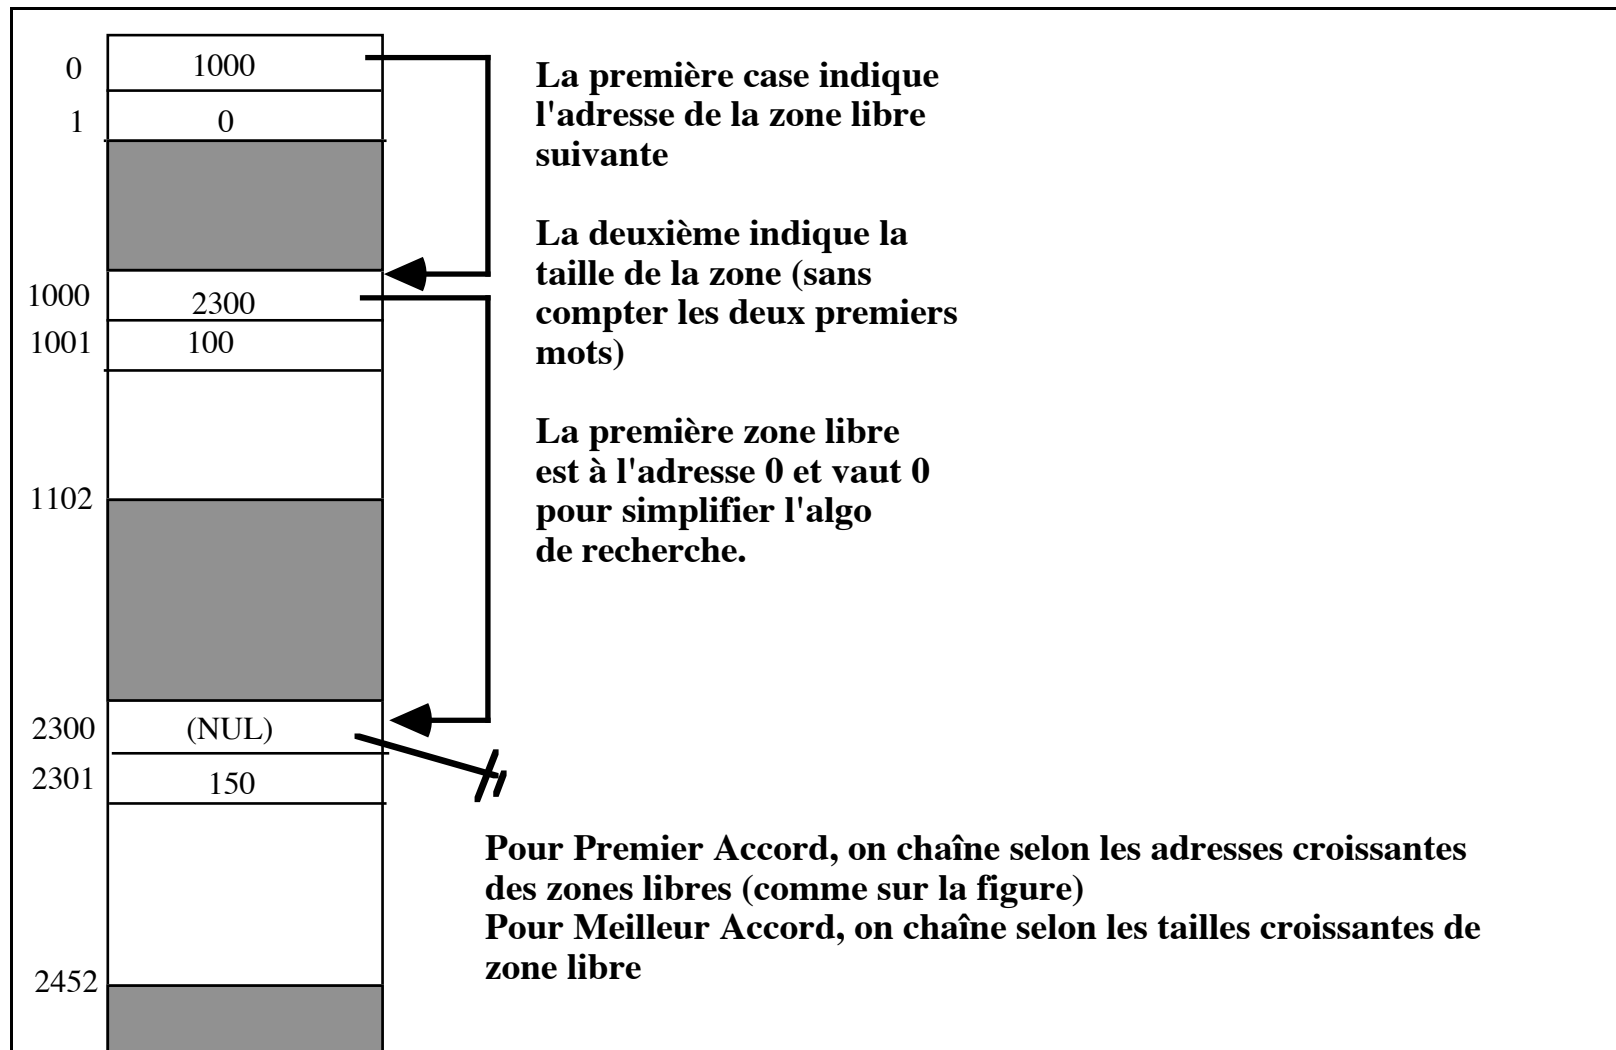 0
1000
1
0
1000
2300
1001
100
1102
2300
(NUL)
2301
150
2452
La première case indique
l'adresse de la zone libre
suivante
La deuxième indique la
taille de la zone (sans
compter les deux premiers
mots)
La première zone libre
est à l'adresse 0 et vaut 0
pour simplifier l'algo
de recherche.
Pour Premier Accord, on chaîne selon les adresses croissantes
des zones libres (comme sur la figure)
Pour Meilleur Accord, on chaîne selon les tailles croissantes de
zone libre